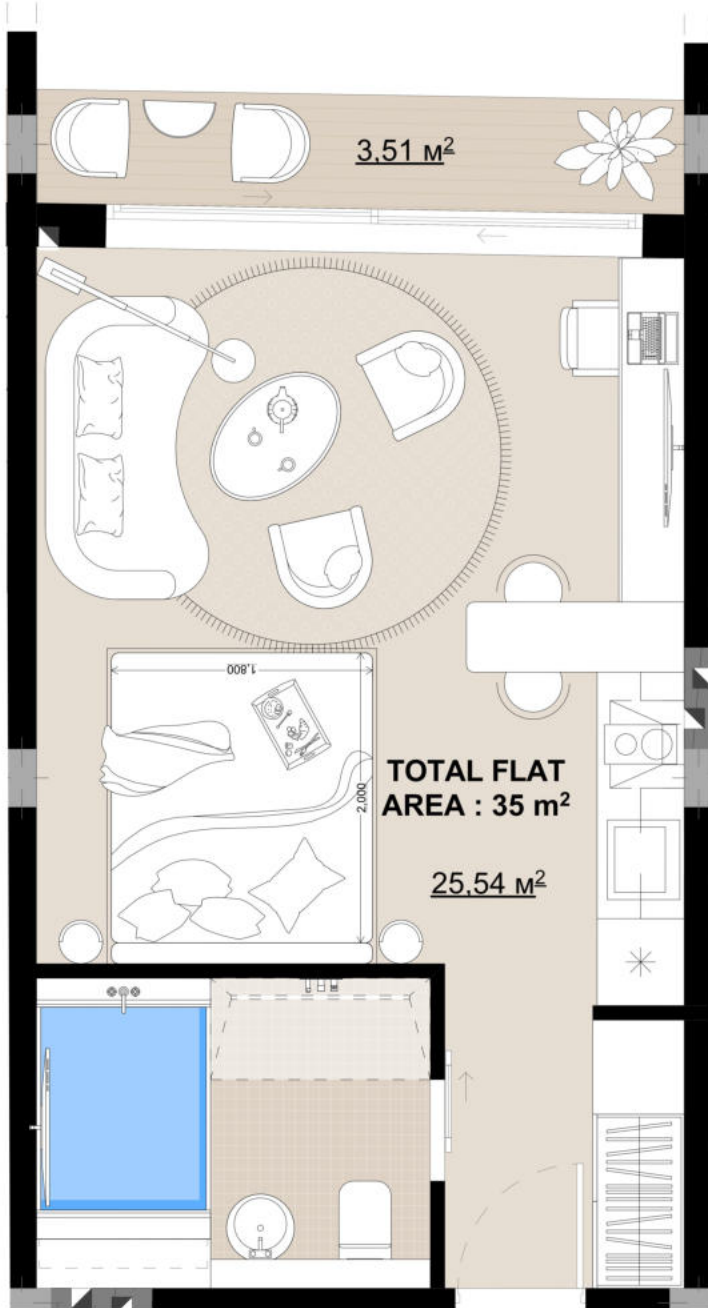 3,51 м²
1,800
2,000
TOTAL FLAT
AREA : 35 m²
25,54 м²